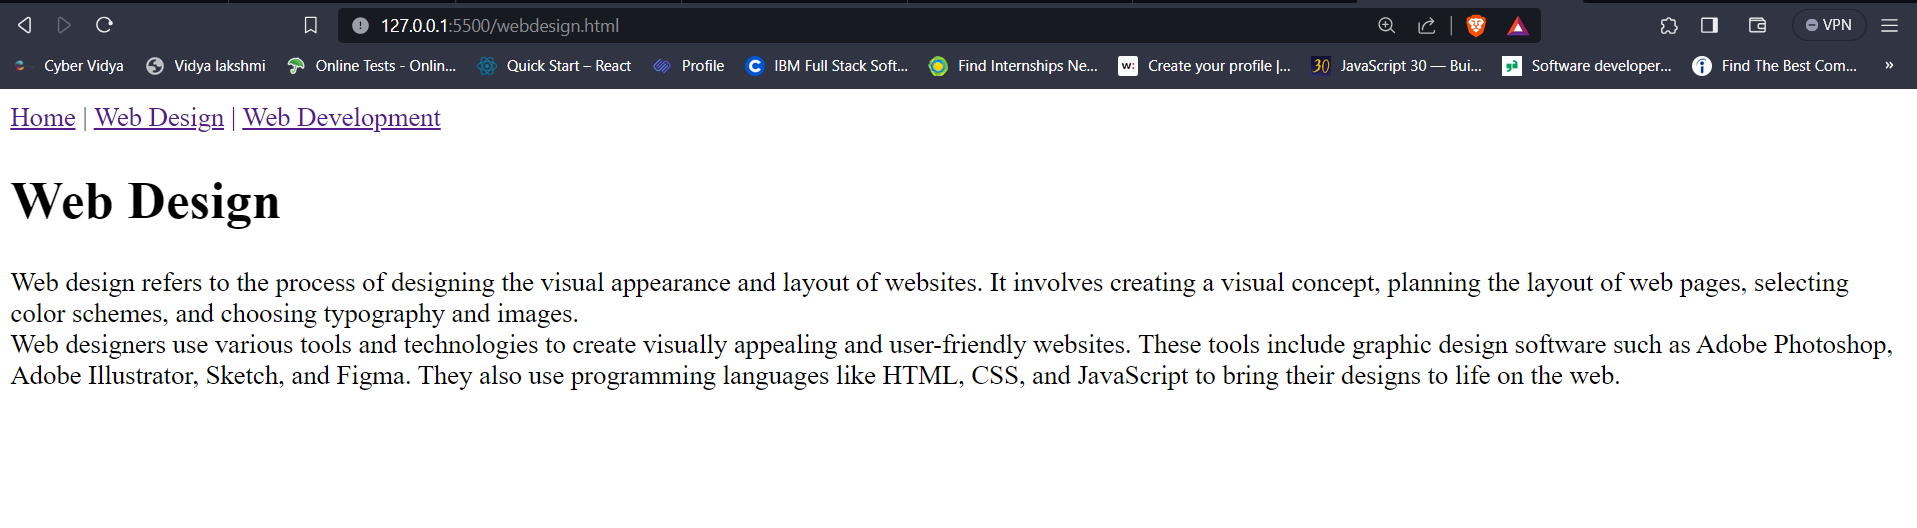 127.0.0.1:5500/webdesign.html VPN
Cyber Vidya Vidya lakshmi Online Tests - Onlin... Quick Start – React Profile IBM Full Stack Soft... Find Internships Ne... w: Create your profile |... 30 JavaScript 30 — Bui... Software developer... Find The Best Com... »
Home | Web Design | Web Development
Web Design
Web design refers to the process of designing the visual appearance and layout of websites. It involves creating a visual concept, planning the layout of web pages, selecting
color schemes, and choosing typography and images.
Web designers use various tools and technologies to create visually appealing and user-friendly websites. These tools include graphic design software such as Adobe Photoshop,
Adobe Illustrator, Sketch, and Figma. They also use programming languages like HTML, CSS, and JavaScript to bring their designs to life on the web.